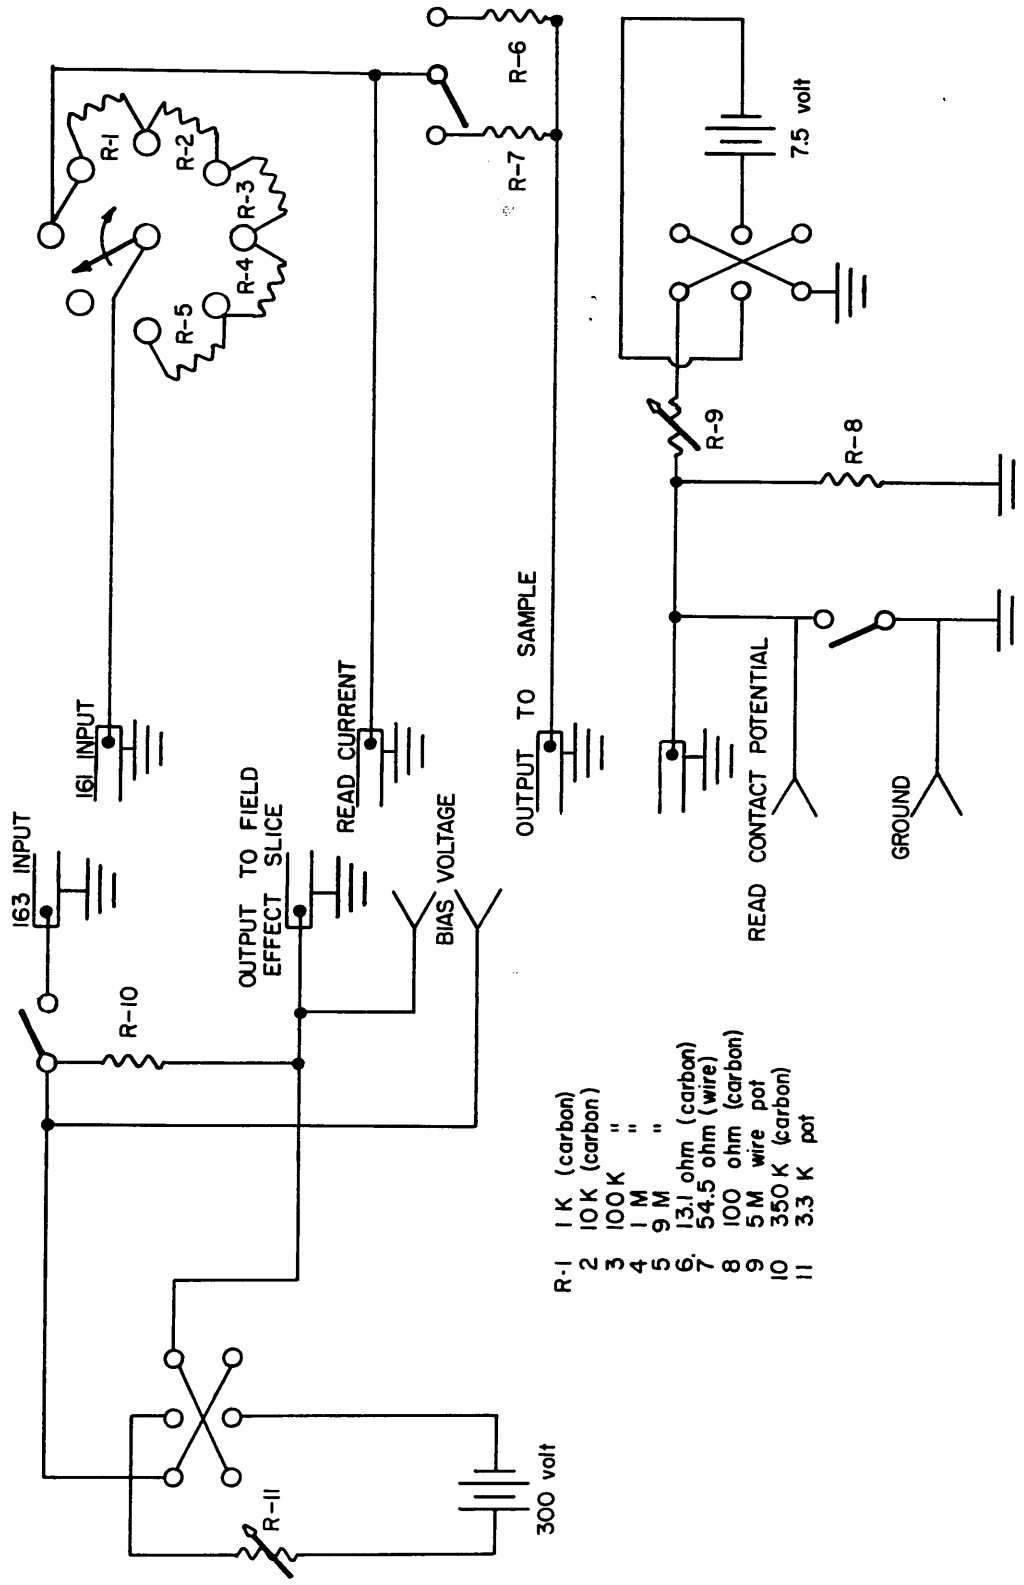 163 INPUT
161 INPUT
R-10
R-1
R-2
R-3
R-4
R-5
OUTPUT TO FIELD
EFFECT SLICE
READ CURRENT
BIAS VOLTAGE
R-6
R-7
OUTPUT TO SAMPLE
R-11
300 volt
R-9
R-8
7.5 volt
READ CONTACT POTENTIAL
GROUND
R-1 1 K (carbon)
2 10K (carbon)
3 100K "
4 1 M "
5 9 M "
6. 13.1 ohm (carbon)
7 54.5 ohm (wire)
8 100 ohm (carbon)
9 5 M wire pot
10 350 K (carbon)
11 3.3 K pot